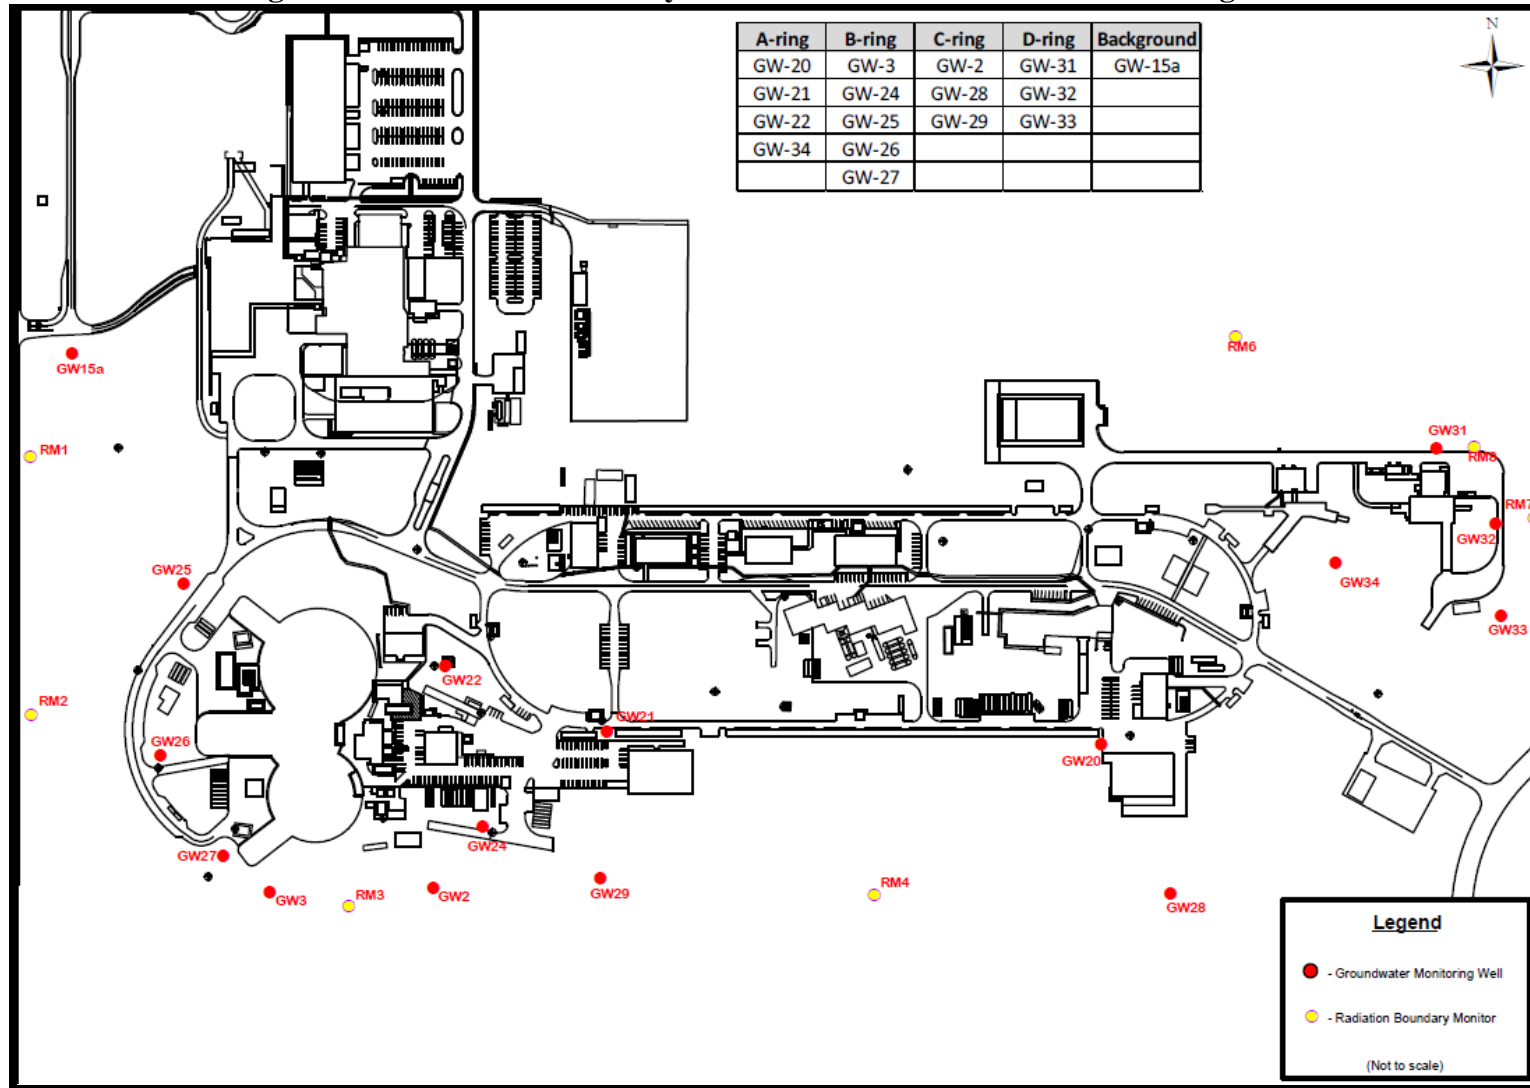 N
A-ring B-ring C-ring D-ring Background
GW-20 GW-3 GW-2 GW-31 GW-15a
GW-21 GW-24 GW-28 GW-32
GW-22 GW-25 GW-29 GW-33
GW-34 GW-26
GW-27
RM6
GW15a
GW31
RM1
RM8
RM7
GW32
GW34
GW25
GW33
GW22
RM2
GW21
GW26
GW20
GW24
GW27
GW3
RM3
GW2
GW29
RM4
GW28
Legend
- Groundwater Monitoring Well
- Radiation Boundary Monitor
(Not to scale)